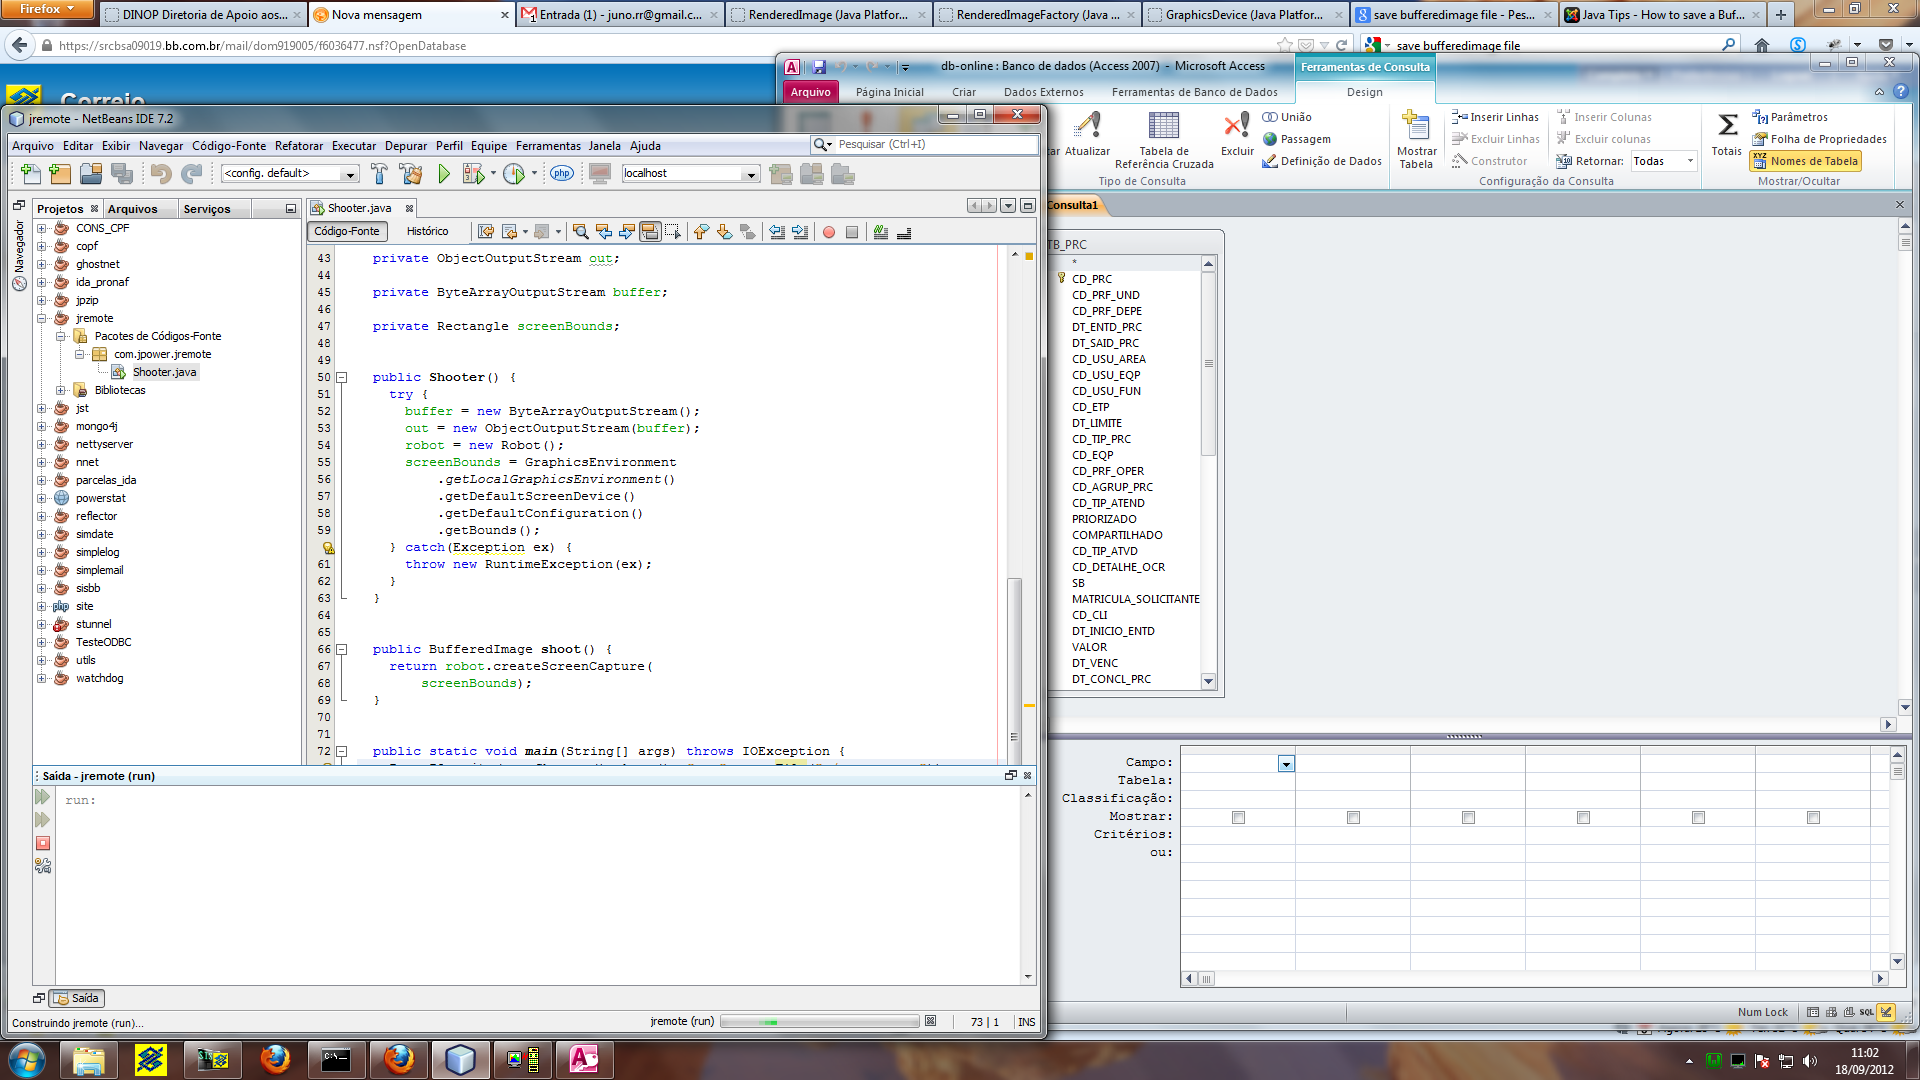 Firefox
DINOP Diretoria de Apoio aos...
Nova mensagem
Entrada (1) - juno.rr@gmail.c...
RenderedImage (Java Platfor...
RenderedImageFactory (Java ...
GraphicsDevice (Java Platfor...
save bufferedimage file - Pes...
Java Tips - How to save a Buf...
https://srcbsa09019.bb.com.br/mail/dom919005/f6036477.nsf?OpenDatabase
save bufferedimage file
Correio
db-online : Banco de dados (Access 2007) - Microsoft Access
Ferramentas de Consulta
Arquivo
Página Inicial
Criar
Dados Externos
Ferramentas de Banco de Dados
Design
Atualizar
Tabela de Referência Cruzada
Excluir
União
Passagem
Definição de Dados
Tipo de Consulta
Mostrar Tabela
Inserir Linhas
Excluir Linhas
Construtor
Inserir Colunas
Excluir colunas
Retornar: Todas
Configuração da Consulta
Totais
Parâmetros
Folha de Propriedades
Nomes de Tabela
Mostrar/Ocultar
jremote - NetBeans IDE 7.2
Arquivo Editar Exibir Navegar Código-Fonte Refatorar Executar Depurar Perfil Equipe Ferramentas Janela Ajuda
Pesquisar (Ctrl+I)
<config. default>
php
localhost
Navegador
Projetos
Arquivos
Serviços
CONS_CPF
copf
ghostnet
ida_pronaf
jpzip
jremote
Pacotes de Códigos-Fonte
com.jpower.jremote
Shooter.java
Bibliotecas
jst
mongo4j
nettyserver
nnet
parcelas_ida
powerstat
reflector
simdate
simplelog
simplemail
sisbb
php site
stunnel
TesteODBC
utils
watchdog
Shooter.java
Código-Fonte
Histórico
43 private ObjectOutputStream out;
44
45 private ByteArrayOutputStream buffer;
46
47 private Rectangle screenBounds;
48
49
50 public Shooter() {
51 try {
52 buffer = new ByteArrayOutputStream();
53 out = new ObjectOutputStream(buffer);
54 robot = new Robot();
55 screenBounds = GraphicsEnvironment
56 .getLocalGraphicsEnvironment()
57 .getDefaultScreenDevice()
58 .getDefaultConfiguration()
59 .getBounds();
} catch(Exception ex) {
61 throw new RuntimeException(ex);
62 }
63 }
64
65
66 public BufferedImage shoot() {
67 return robot.createScreenCapture(
68 screenBounds);
69 }
70
71
72 public static void main(String[] args) throws IOException {
Saída - jremote (run)
run:
Saída
Construindo jremote (run)...
jremote (run)
73 | 1
INS
Consulta1
TB_PRC
*
CD_PRC
CD_PRF_UND
CD_PRF_DEPE
DT_ENTD_PRC
DT_SAID_PRC
CD_USU_AREA
CD_USU_EQP
CD_USU_FUN
CD_ETP
DT_LIMITE
CD_TIP_PRC
CD_EQP
CD_PRF_OPER
CD_AGRUP_PRC
CD_TIP_ATEND
PRIORIZADO
COMPARTILHADO
CD_TIP_ATVD
CD_DETALHE_OCR
SB
MATRICULA_SOLICITANTE
CD_CLI
DT_INICIO_ENTD
VALOR
DT_VENC
DT_CONCL_PRC
Campo:
Tabela:
Classificação:
Mostrar:
Critérios:
ou:
Num Lock
SQL
11:02
18/09/2012